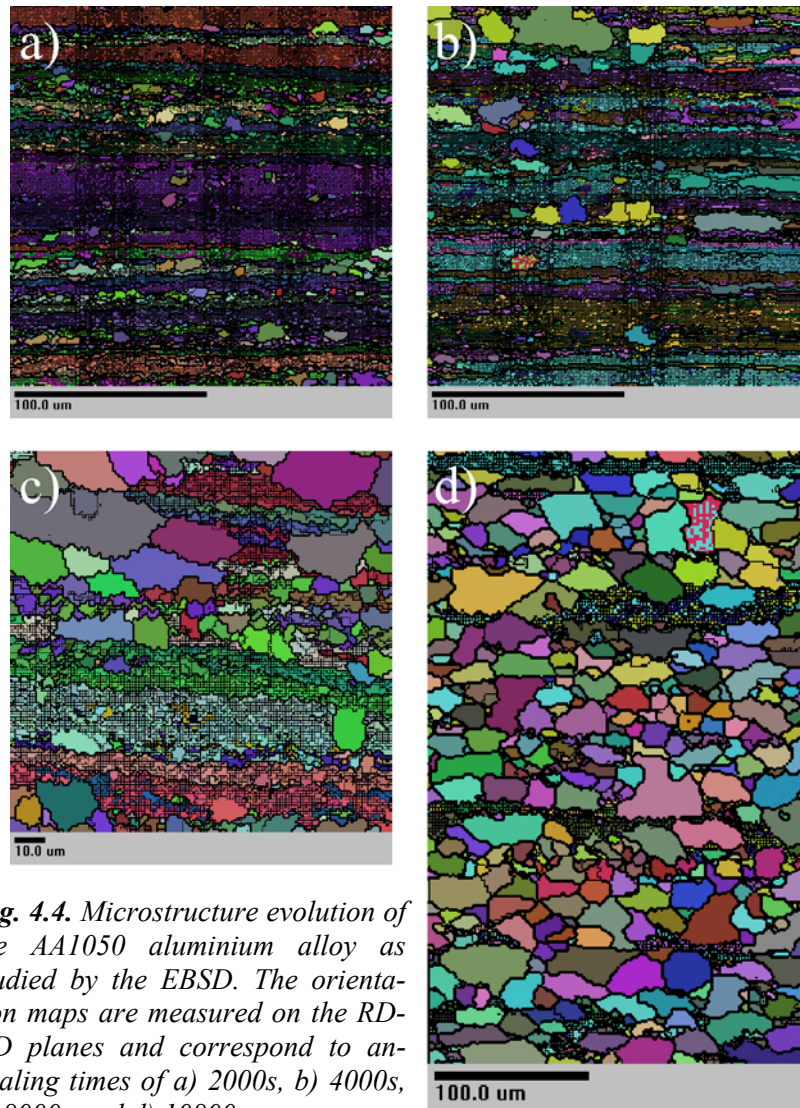 a)
b)
100.0 um
100.0 um
c)
d)
10.0 um
g. 4.4. Microstructure evolution of
e AA1050 aluminium alloy as
udied by the EBSD. The orienta-
on maps are measured on the RD-
D planes and correspond to an-
aling times of a) 2000s, b) 4000s,
100.0 um